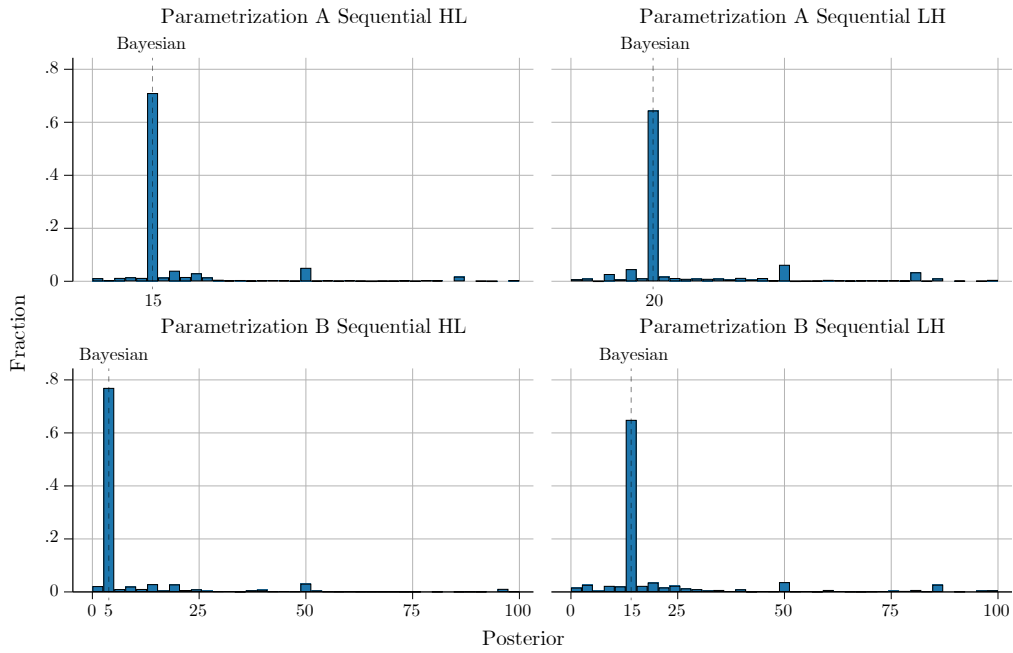 Parametrization A Sequential HL
Parametrization A Sequential LH
Bayesian
Bayesian
.8
.6
.4
.2
0
15
20
Parametrization B Sequential HL
Parametrization B Sequential LH
Bayesian
Bayesian
.8
.6
.4
.2
0
0 5 25 50 75 100
0 15 25 50 75 100
Fraction
Posterior